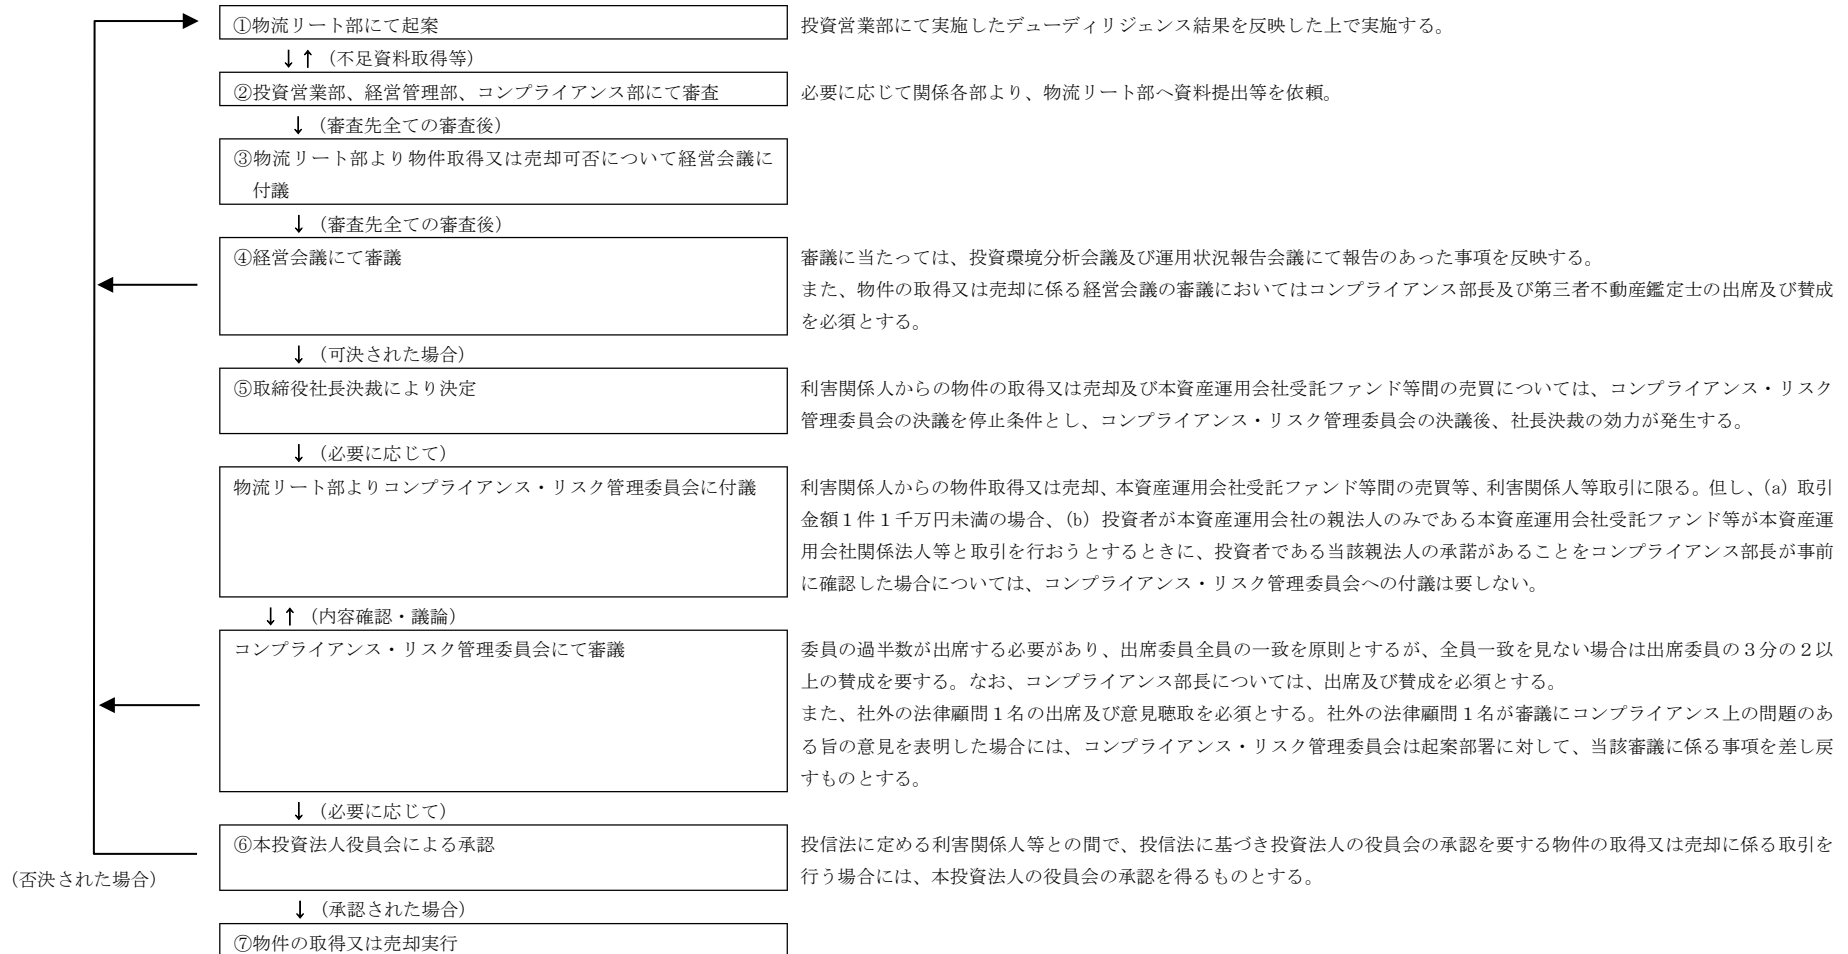 ①物流リート部にて起案
投資営業部にて実施したデューディリジェンス結果を反映した上で実施する。
↓↑（不足資料取得等）
②投資営業部、経営管理部、コンプライアンス部にて審査
必要に応じて関係各部より、物流リート部へ資料提出等を依頼。
↓（審査先全ての審査後）
③物流リート部より物件取得又は売却可否について経営会議に
付議
↓（審査先全ての審査後）
④経営会議にて審議
審議に当たっては、投資環境分析会議及び運用状況報告会議にて報告のあった事項を反映する。
また、物件の取得又は売却に係る経営会議の審議においてはコンプライアンス部長及び第三者不動産鑑定士の出席及び賛成
を必須とする。
↓（可決された場合）
⑤取締役社長決裁により決定
利害関係人からの物件の取得又は売却及び本資産運用会社受託ファンド等間の売買については、コンプライアンス・リスク
管理委員会の決議を停止条件とし、コンプライアンス・リスク管理委員会の決議後、社長決裁の効力が発生する。
↓（必要に応じて）
物流リート部よりコンプライアンス・リスク管理委員会に付議
利害関係人からの物件取得又は売却、本資産運用会社受託ファンド等間の売買等、利害関係人等取引に限る。但し、(a) 取引
金額１件１千万円未満の場合、(b) 投資者が本資産運用会社の親法人のみである本資産運用会社受託ファンド等が本資産運
用会社関係法人等と取引を行おうとするときに、投資者である当該親法人の承諾があることをコンプライアンス部長が事前
に確認した場合については、コンプライアンス・リスク管理委員会への付議は要しない。
↓↑（内容確認・議論）
コンプライアンス・リスク管理委員会にて審議
委員の過半数が出席する必要があり、出席委員全員の一致を原則とするが、全員一致を見ない場合は出席委員の３分の２以
上の賛成を要する。なお、コンプライアンス部長については、出席及び賛成を必須とする。
また、社外の法律顧問１名の出席及び意見聴取を必須とする。社外の法律顧問１名が審議にコンプライアンス上の問題のあ
る旨の意見を表明した場合には、コンプライアンス・リスク管理委員会は起案部署に対して、当該審議に係る事項を差し戻
すものとする。
↓（必要に応じて）
⑥本投資法人役員会による承認
投信法に定める利害関係人等との間で、投信法に基づき投資法人の役員会の承認を要する物件の取得又は売却に係る取引を
行う場合には、本投資法人の役員会の承認を得るものとする。
（否決された場合）
↓（承認された場合）
⑦物件の取得又は売却実行